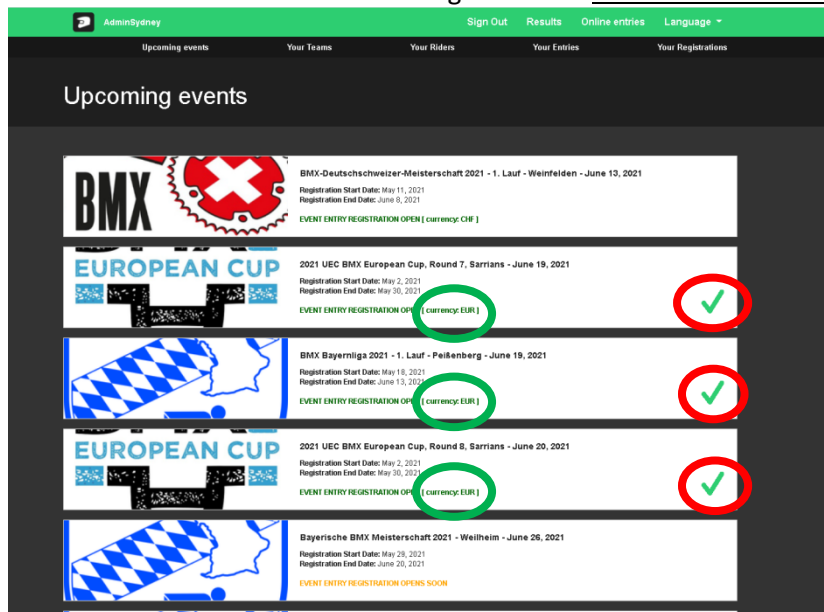 AdminSydney
Sign Out Results Online entries Language
Upcoming events Your Teams Your Riders Your Entries Your Registrations
Upcoming events
BMX
BMX-Deutschschweizer-Meisterschaft 2021 - 1. Lauf - Weinfelden - June 13, 2021
Registration Start Date: May 11, 2021
Registration End Date: June 8, 2021
EVENT ENTRY REGISTRATION OPEN [ currency: CHF ]
EUROPEAN CUP
2021 UEC BMX European Cup, Round 7, Sarrians - June 19, 2021
Registration Start Date: May 2, 2021
Registration End Date: May 30, 2021
EVENT ENTRY REGISTRATION OPEN [ currency: EUR ]
BMX Bayernliga 2021 - 1. Lauf - Peißenberg - June 19, 2021
Registration Start Date: May 18, 2021
Registration End Date: June 13, 2021
EVENT ENTRY REGISTRATION OPEN [ currency: EUR ]
EUROPEAN CUP
2021 UEC BMX European Cup, Round 8, Sarrians - June 20, 2021
Registration Start Date: May 2, 2021
Registration End Date: May 30, 2021
EVENT ENTRY REGISTRATION OPEN [ currency: EUR ]
Bayerische BMX Meisterschaft 2021 - Weilheim - June 26, 2021
Registration Start Date: May 29, 2021
Registration End Date: June 20, 2021
EVENT ENTRY REGISTRATION OPENS SOON